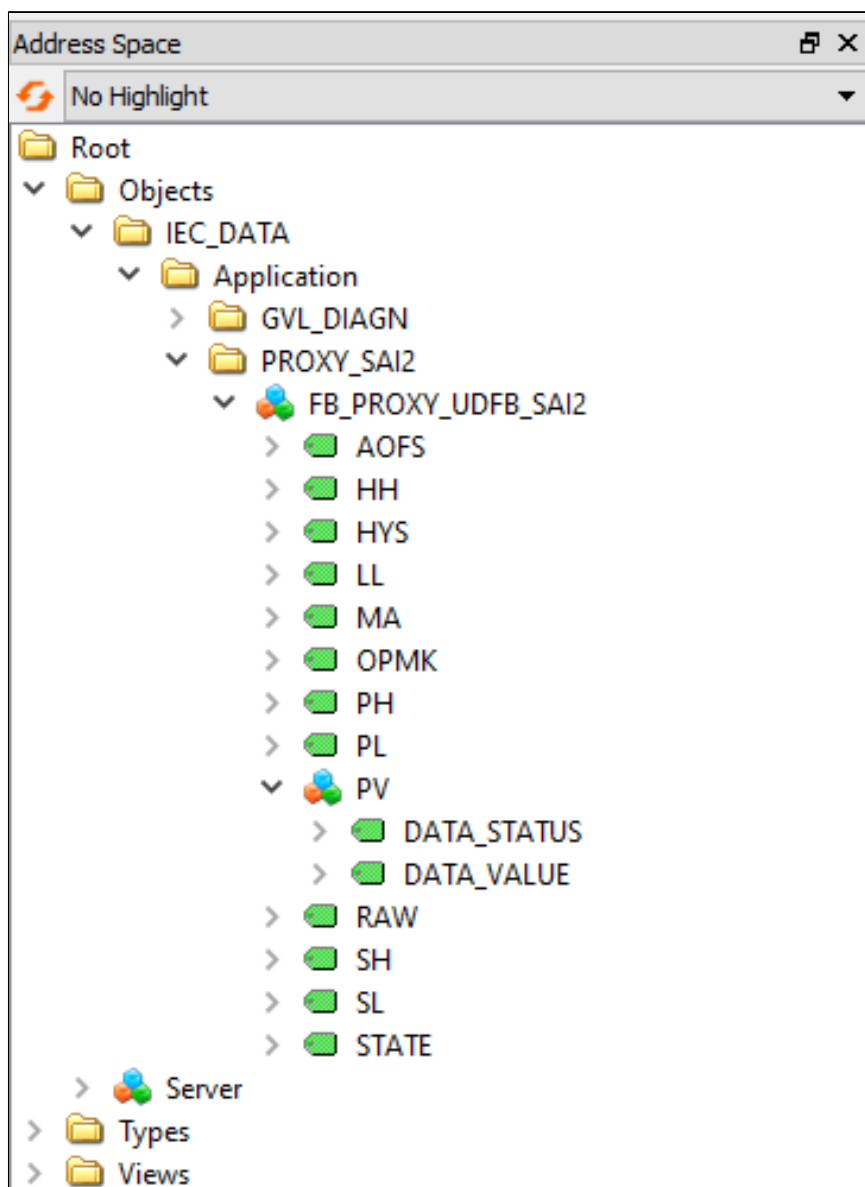 Address Space
No Highlight
Root
Objects
IEC_DATA
Application
GVL_DIAGN
PROXY_SAI2
FB_PROXY_UDFB_SAI2
AOFS
HH
HYS
LL
MA
OPMK
PH
PL
PV
DATA_STATUS
DATA_VALUE
RAW
SH
SL
STATE
Server
Types
Views